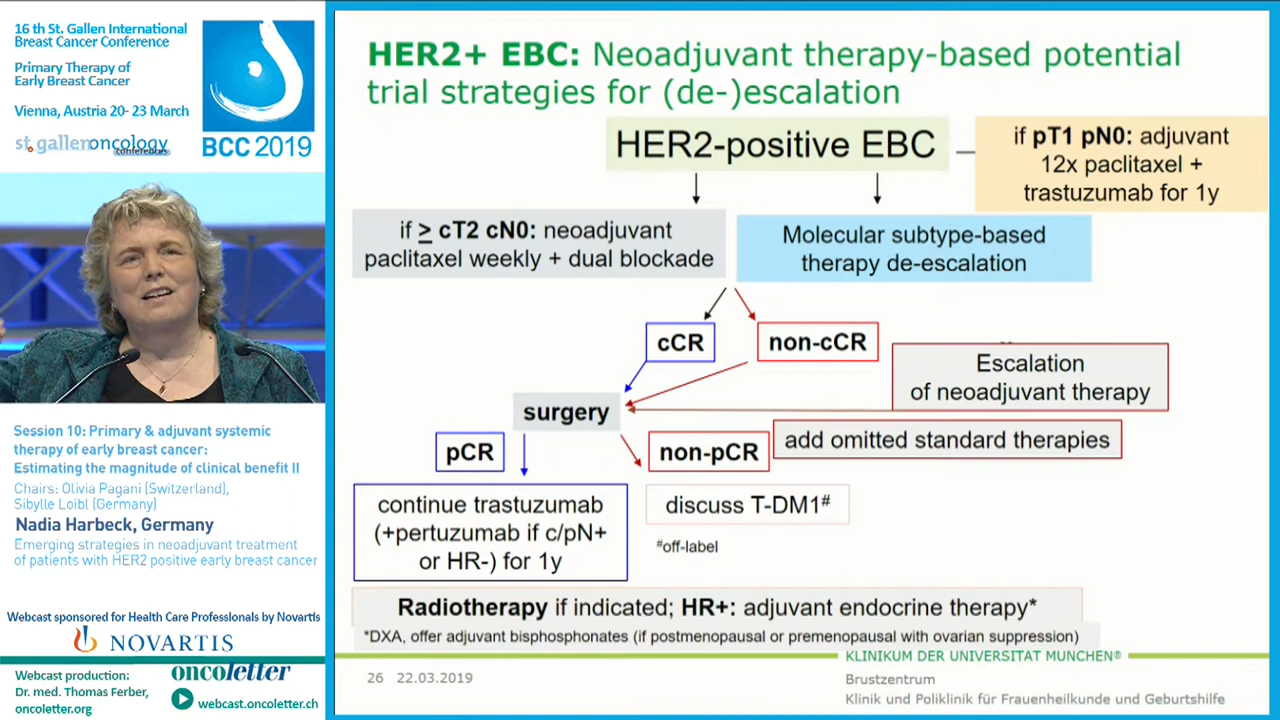 16 th St. Gallen International
Breast Cancer Conference
Primary Therapy of
Early Breast Cancer
Vienna, Austria 20- 23 March
st.gallenoncology
conferences
BCC 2019
Session 10: Primary & adjuvant systemic
therapy of early breast cancer:
Estimating the magnitude of clinical benefit II
Chairs: Olivia Pagani (Switzerland),
Sibylle Loibl (Germany)
Nadia Harbeck, Germany
Emerging strategies in neoadjuvant treatment
of patients with HER2 positive early breast cancer
Webcast sponsored for Health Care Professionals by Novartis
NOVARTIS
Webcast production:
Dr. med. Thomas Ferber,
oncoletter.org
oncoletter
webcast.oncoletter.ch
HER2+ EBC: Neoadjuvant therapy-based potential
trial strategies for (de-)escalation
HER2-positive EBC
if pT1 pN0: adjuvant
12x paclitaxel +
trastuzumab for 1y
if ≥ cT2 cN0: neoadjuvant
paclitaxel weekly + dual blockade
Molecular subtype-based
therapy de-escalation
cCR
non-cCR
Escalation
of neoadjuvant therapy
surgery
pCR
non-pCR
add omitted standard therapies
continue trastuzumab
(+pertuzumab if c/pN+
or HR-) for 1y
discuss T-DM1#
#off-label
Radiotherapy if indicated; HR+: adjuvant endocrine therapy*
*DXA, offer adjuvant bisphosphonates (if postmenopausal or premenopausal with ovarian suppression)
KLINIKUM DER UNIVERSITÄT MÜNCHEN®
26 22.03.2019
Brustzentrum
Klinik und Poliklinik für Frauenheilkunde und Geburtshilfe